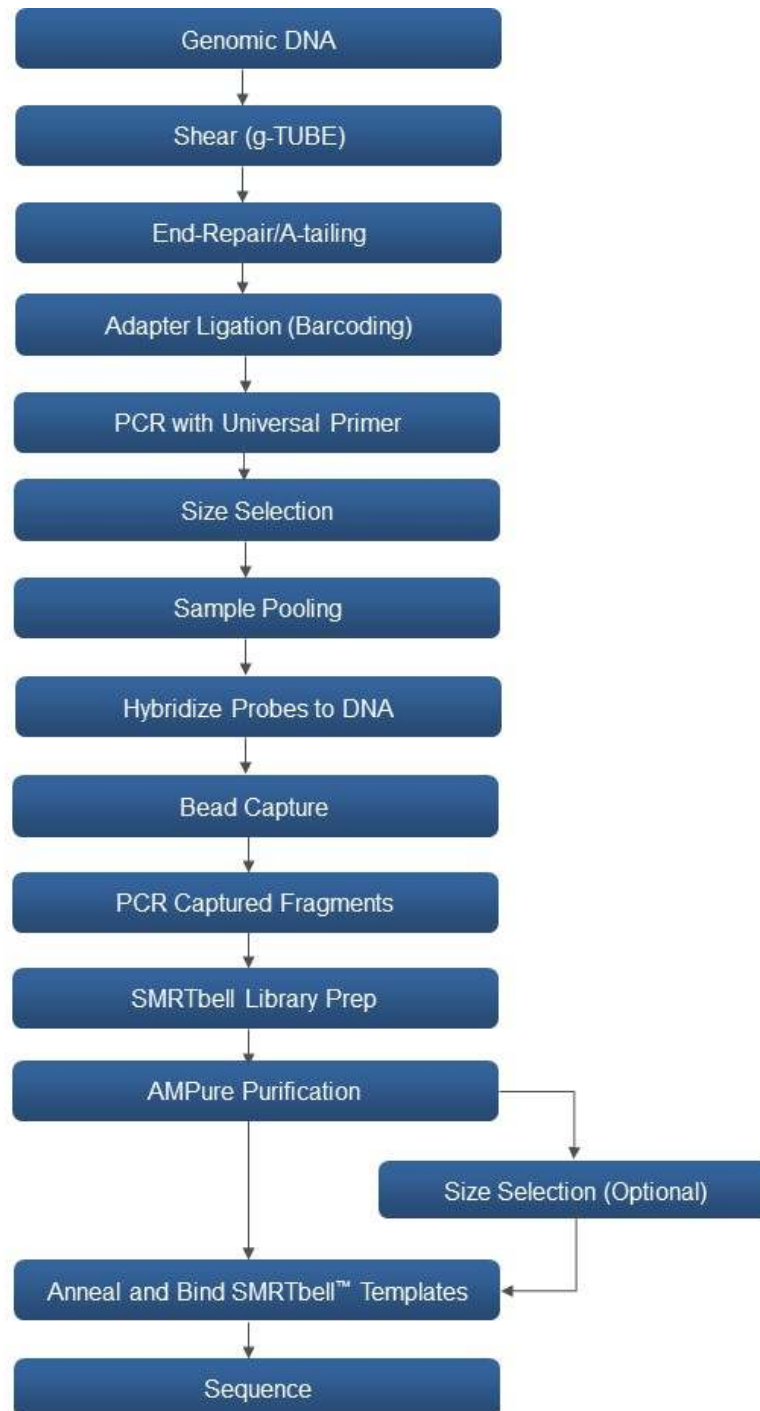 Genomic DNA
Shear (g-TUBE)
End-Repair/A-tailing
Adapter Ligation (Barcoding)
PCR with Universal Primer
Size Selection
Sample Pooling
Hybridize Probes to DNA
Bead Capture
PCR Captured Fragments
SMRTbell Library Prep
AMPure Purification
Size Selection (Optional)
Anneal and Bind SMRTbell™ Templates
Sequence